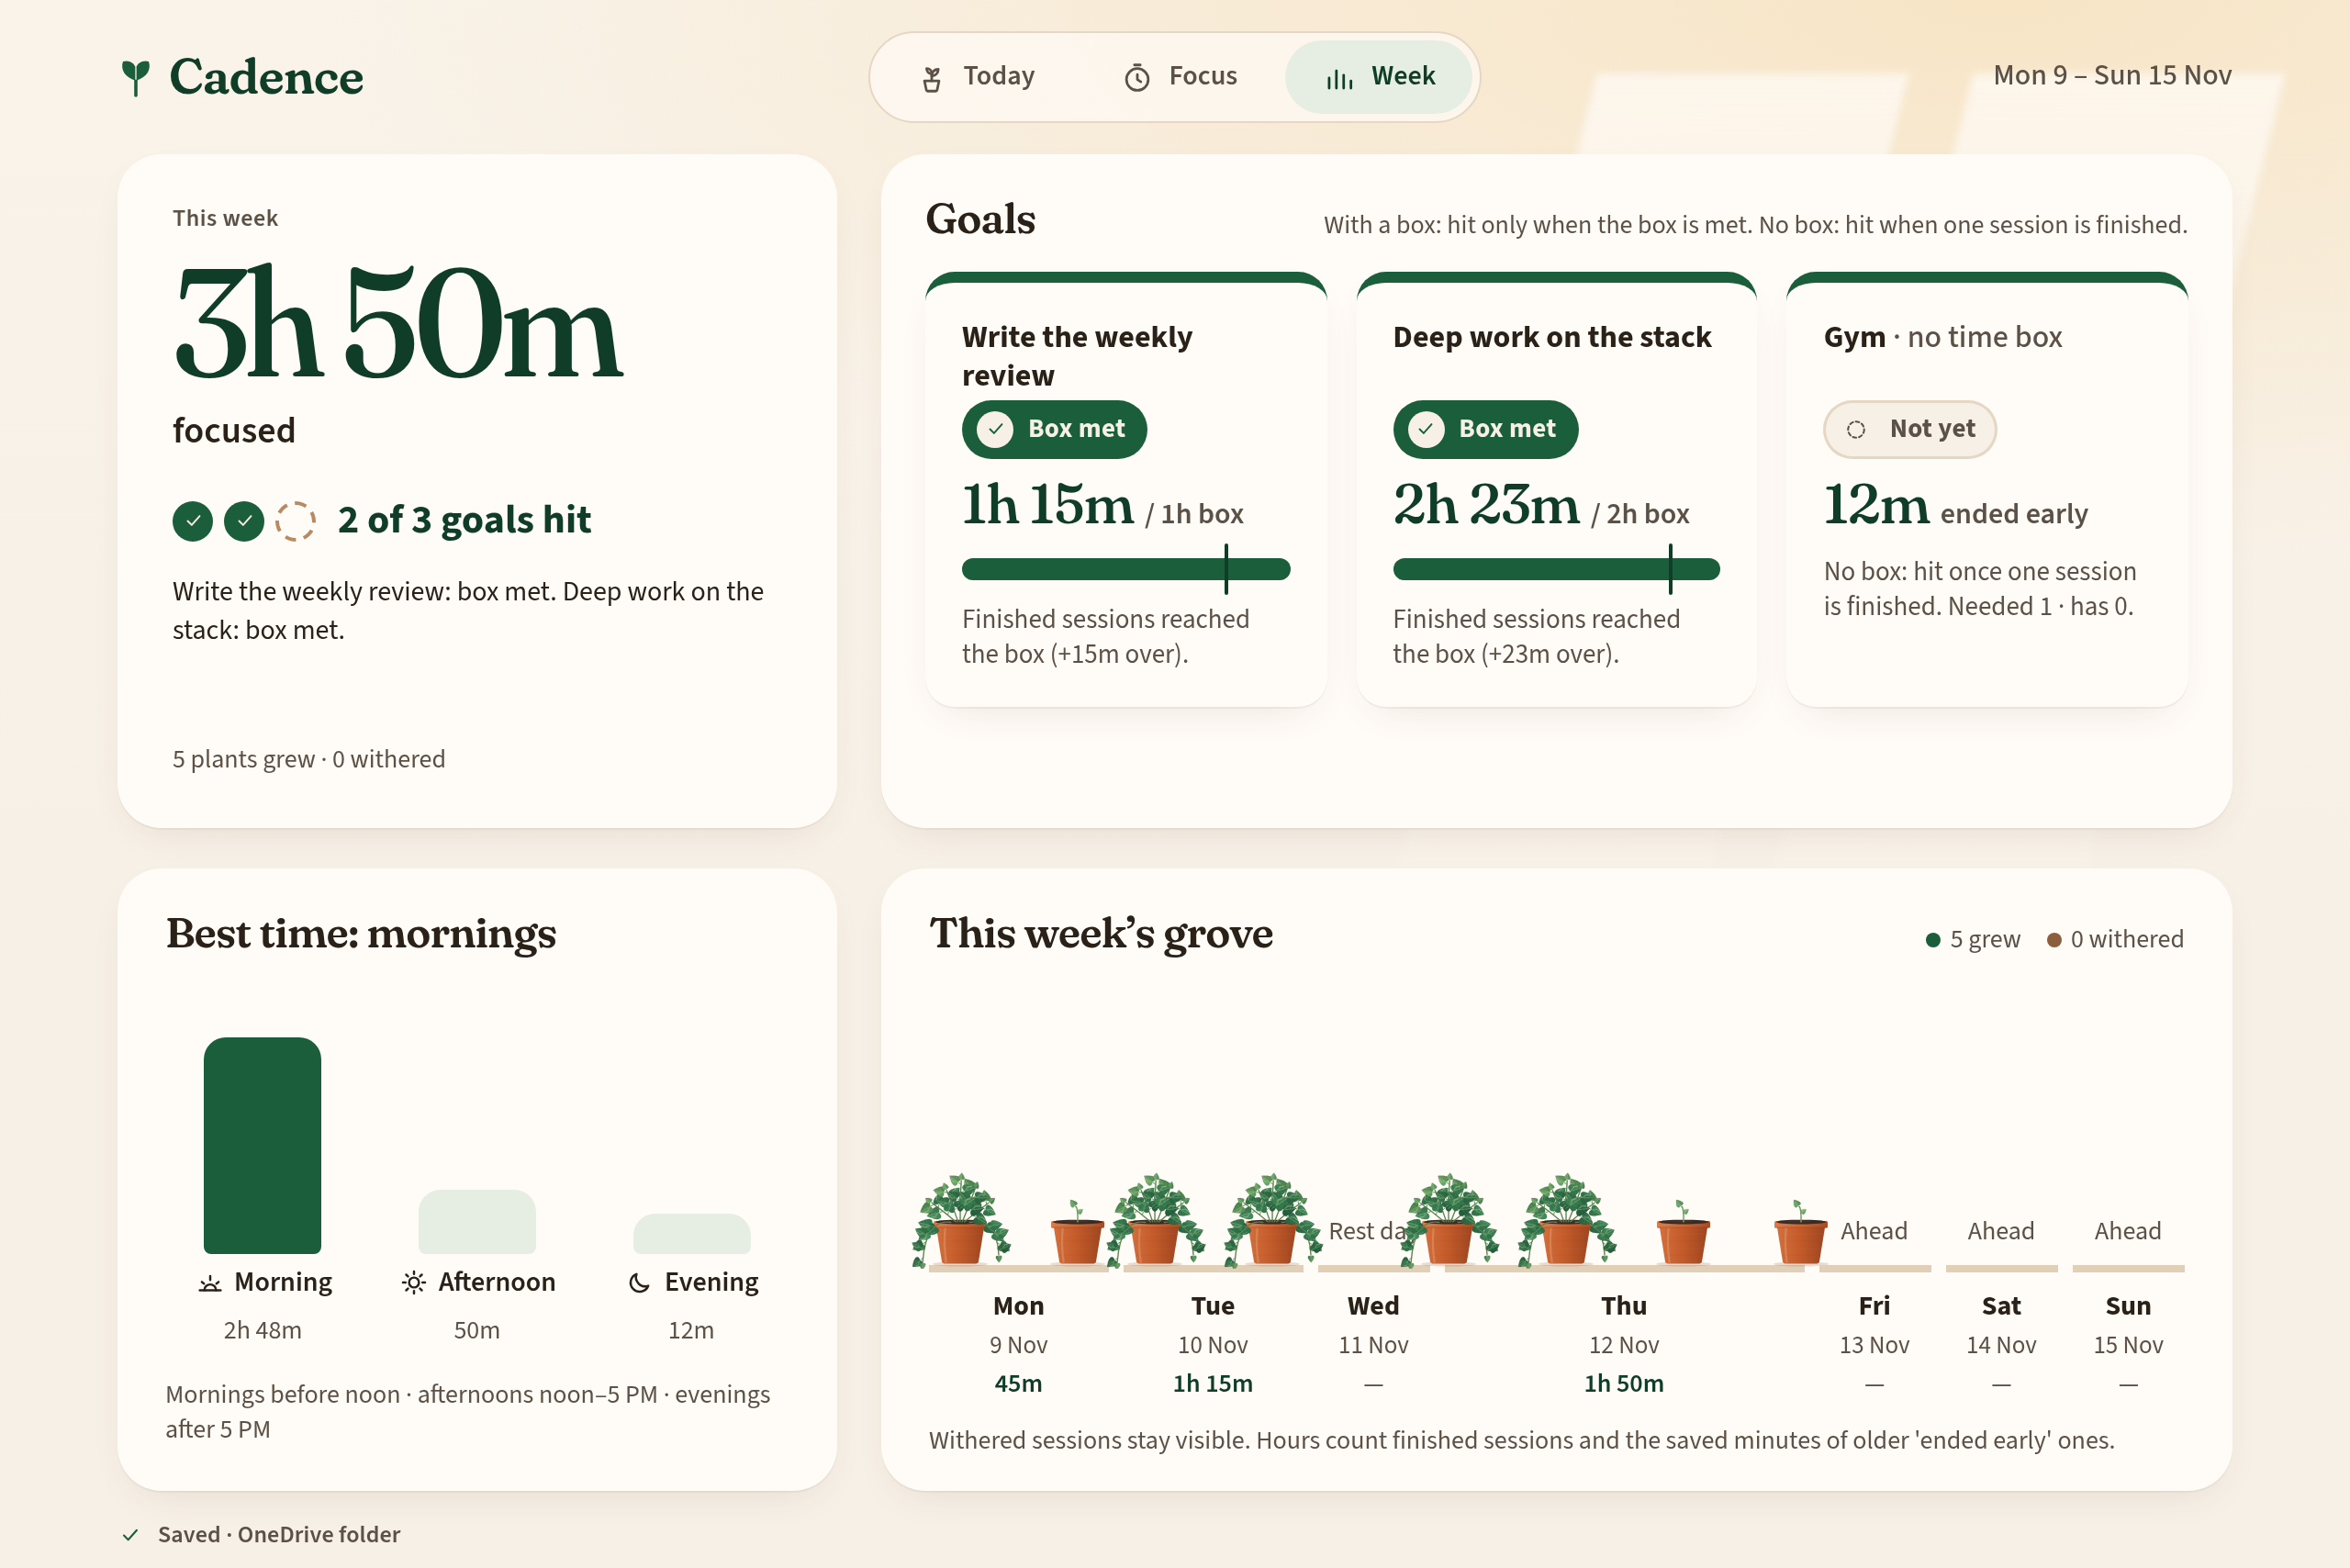 Cadence
Today
Focus
Week
Mon 9 – Sun 15 Nov
This week
3h 50m
focused
2 of 3 goals hit
Write the weekly review: box met. Deep work on the
stack: box met.
5 plants grew · 0 withered
Goals
With a box: hit only when the box is met. No box: hit when one session is finished.
Write the weekly
review
Box met
1h 15m / 1h box
Finished sessions reached
the box (+15m over).
Deep work on the stack
Box met
2h 23m / 2h box
Finished sessions reached
the box (+23m over).
Gym · no time box
Not yet
12m ended early
No box: hit once one session
is finished. Needed 1 · has 0.
Best time: mornings
Morning
2h 48m
Afternoon
50m
Evening
12m
Mornings before noon · afternoons noon–5 PM · evenings
after 5 PM
This week’s grove
5 grew
0 withered
Rest da
Ahead
Ahead
Ahead
Mon
9 Nov
45m
Tue
10 Nov
1h 15m
Wed
11 Nov
—
Thu
12 Nov
1h 50m
Fri
13 Nov
—
Sat
14 Nov
—
Sun
15 Nov
—
Withered sessions stay visible. Hours count finished sessions and the saved minutes of older 'ended early' ones.
Saved · OneDrive folder